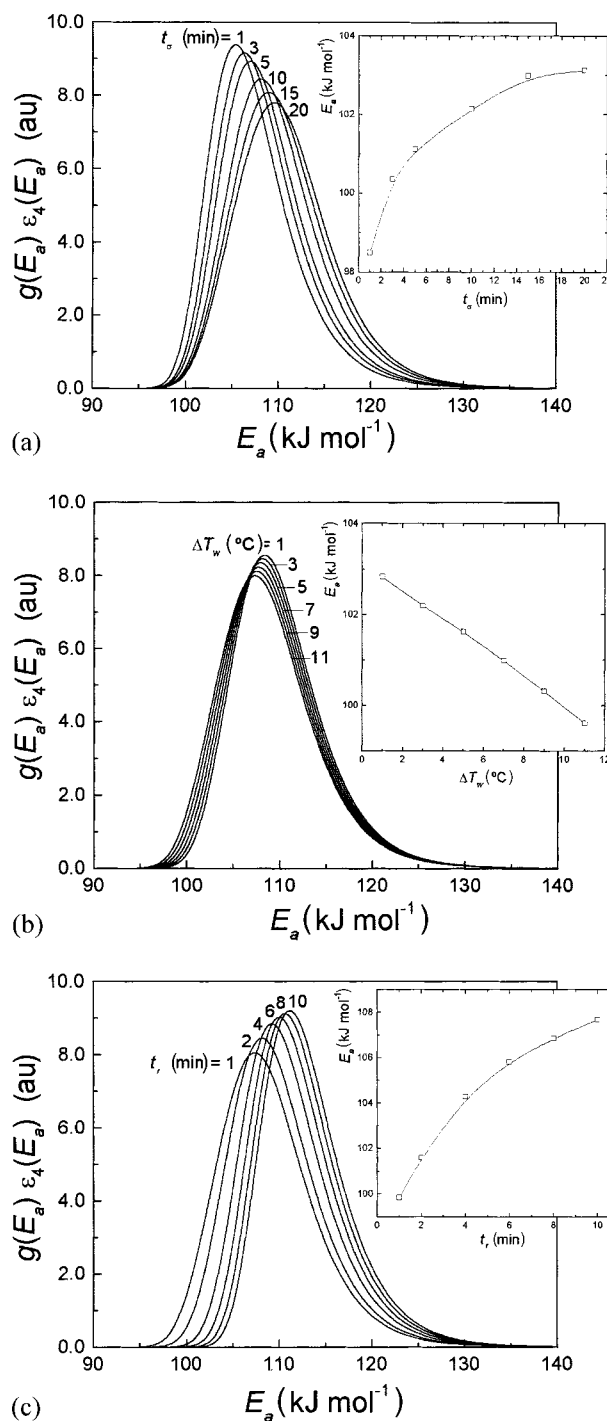 t_σ (min) = 1
3
5
10
15
20
g(E_a) ε_4(E_a) (au)
10.0
8.0
6.0
4.0
2.0
0.0
90 100 110 120 130 140
E_a (kJ mol⁻¹)
E_a (kJ mol⁻¹)
104
102
100
98
0 2 4 6 8 10 12 14 16 18 20 22
t_σ (min)
(a)
ΔT_w (°C) = 1
3
5
7
9
11
g(E_a) ε_4(E_a) (au)
10.0
8.0
6.0
4.0
2.0
0.0
90 100 110 120 130 140
E_a (kJ mol⁻¹)
E_a (kJ mol⁻¹)
104
102
100
0 2 4 6 8 10 12
ΔT_w (°C)
(b)
t_r (min) = 1
2
4
6
8
10
g(E_a) ε_4(E_a) (au)
10.0
8.0
6.0
4.0
2.0
0.0
90 100 110 120 130 140
E_a (kJ mol⁻¹)
E_a (kJ mol⁻¹)
108
106
104
102
100
0 2 4 6 8 10
t_r (min)
(c)